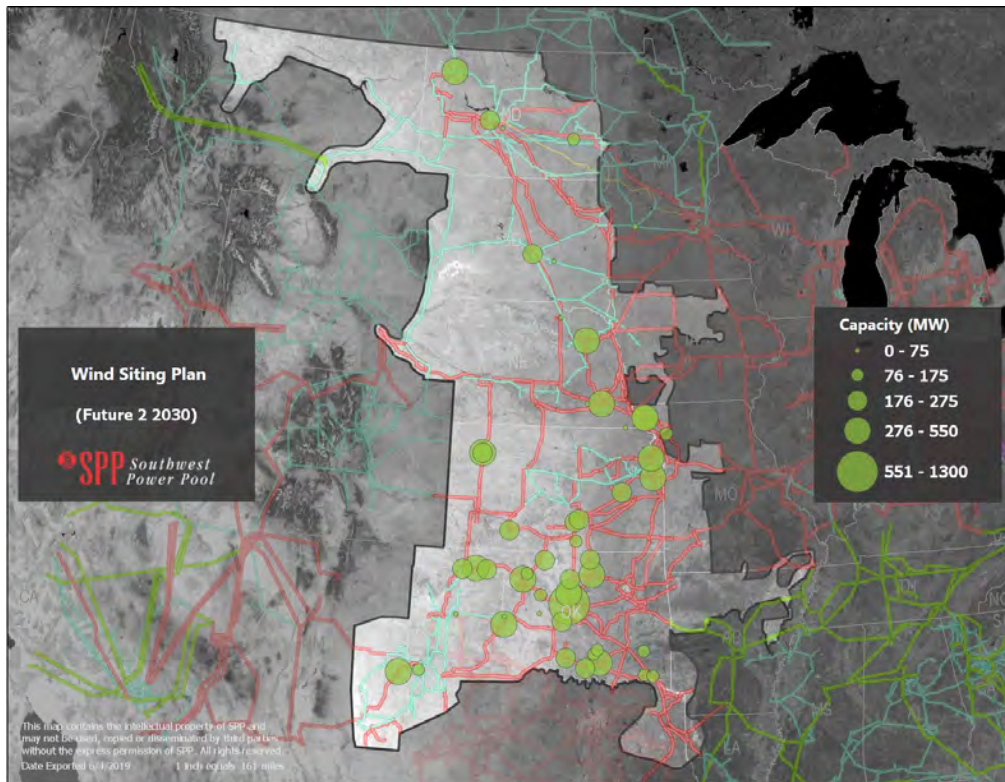 Wind Siting Plan
(Future 2 2030)
SPP Southwest
Power Pool
Capacity (MW)
0 - 75
76 - 175
176 - 275
276 - 550
551 - 1300
ND
WI
NE
MO
OK
CA
LA
This map contains the intellectual property of SPP and
may not be used, copied or disseminated by third parties
without the express permission of SPP. All rights reserved.
Date Exported 6/4/2019 1 inch equals 161 miles